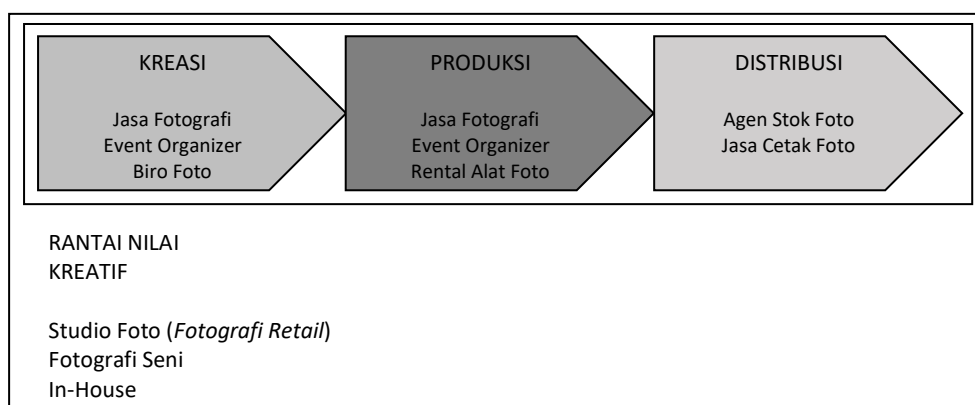 KREASI
Jasa Fotografi
Event Organizer
Biro Foto
PRODUKSI
Jasa Fotografi
Event Organizer
Rental Alat Foto
DISTRIBUSI
Agen Stok Foto
Jasa Cetak Foto
RANTAI NILAI
KREATIF
Studio Foto (Fotografi Retail)
Fotografi Seni
In-House